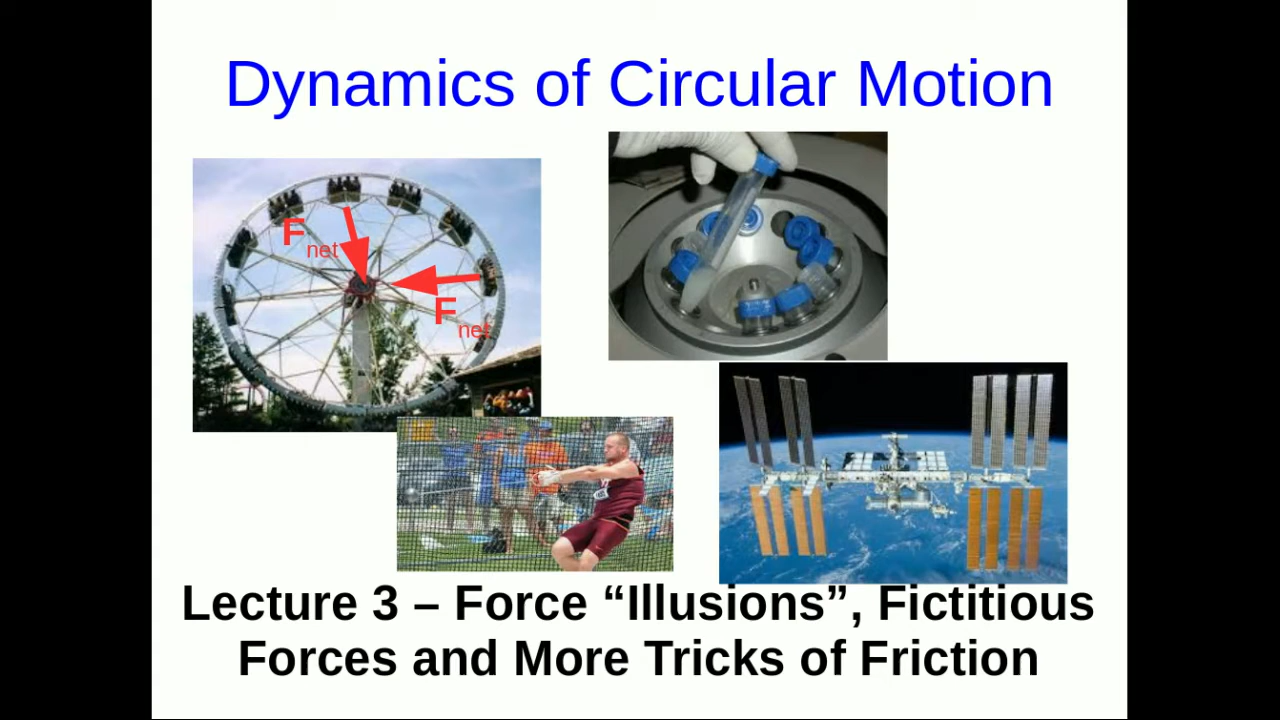 Dynamics of Circular Motion
F net
F net
Lecture 3 – Force “Illusions”, Fictitious
Forces and More Tricks of Friction